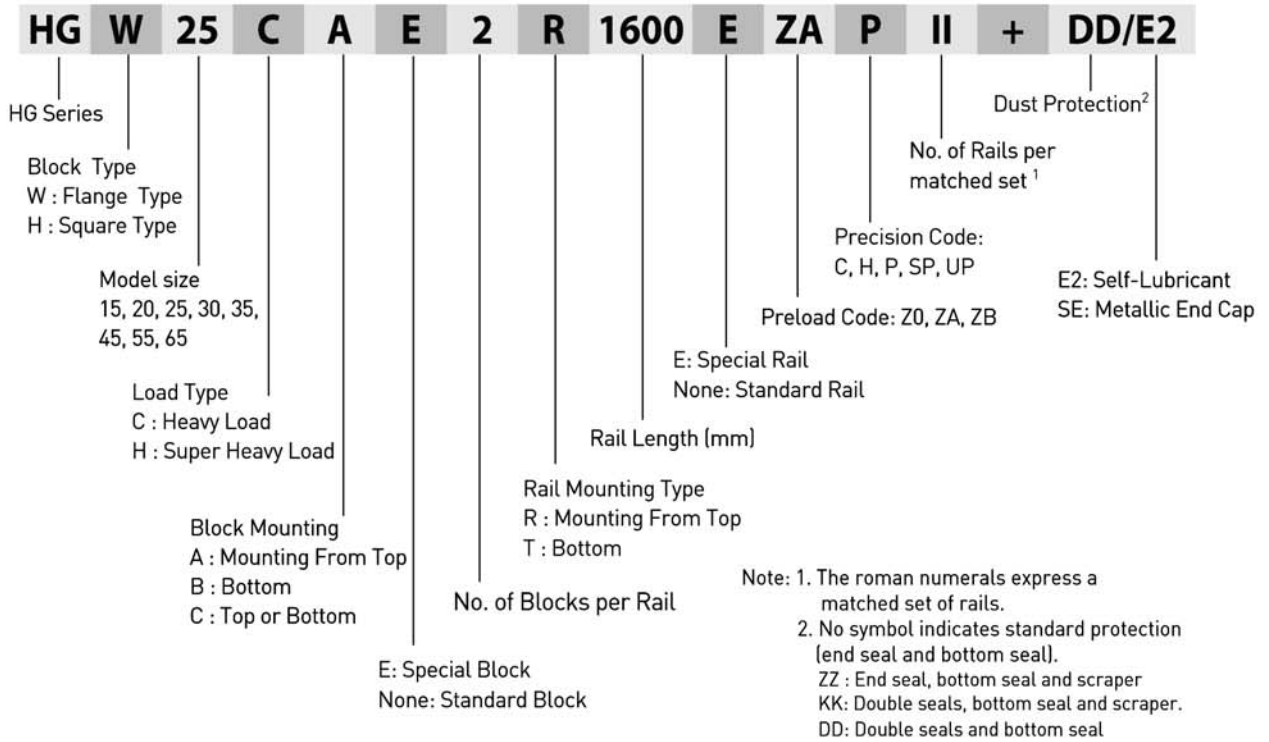 HG W 25 C A E 2 R 1600 E ZA P II + DD/E2
HG Series
Block Type
W : Flange Type
H : Square Type
Model size
15, 20, 25, 30, 35,
45, 55, 65
Load Type
C : Heavy Load
H : Super Heavy Load
Block Mounting
A : Mounting From Top
B : Bottom
C : Top or Bottom
E: Special Block
None: Standard Block
No. of Blocks per Rail
Rail Mounting Type
R : Mounting From Top
T : Bottom
Rail Length (mm)
E: Special Rail
None: Standard Rail
Preload Code: Z0, ZA, ZB
Precision Code:
C, H, P, SP, UP
No. of Rails per
matched set 1
Dust Protection2
E2: Self-Lubricant
SE: Metallic End Cap
Note: 1. The roman numerals express a
matched set of rails.
2. No symbol indicates standard protection
(end seal and bottom seal).
ZZ : End seal, bottom seal and scraper
KK: Double seals, bottom seal and scraper.
DD: Double seals and bottom seal